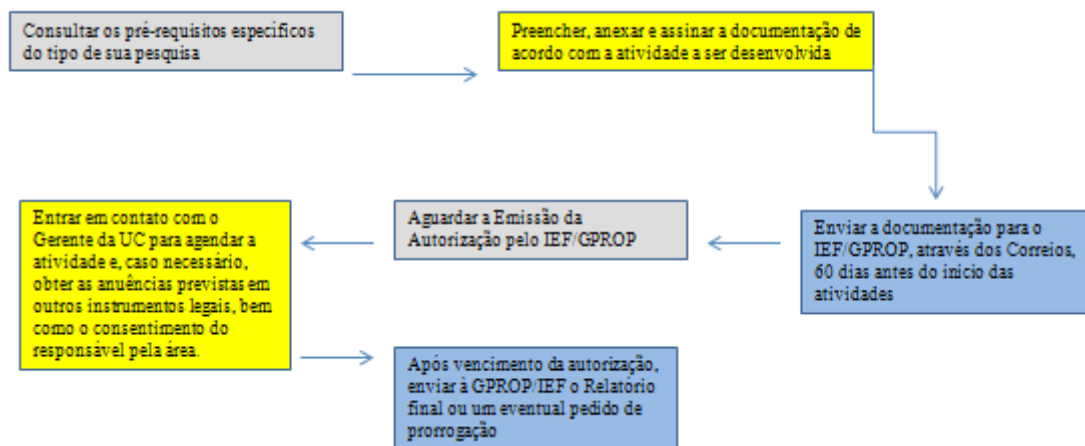 Consultar os pré-requisitos específicos
do tipo de sua pesquisa
Preencher, anexar e assinar a documentação de
acordo com a atividade a ser desenvolvida
Enviar a documentação para o
IEF/GPROP, através dos Correios,
60 dias antes do início das
atividades
Aguardar a Emissão da
Autorização pelo IEF/GPROP
Entrar em contato com o
Gerente da UC para agendar a
atividade e, caso necessário,
obter as anuências previstas em
outros instrumentos legais, bem
como o consentimento do
responsável pela área.
Após vencimento da autorização,
enviar à GPROP/IEF o Relatório
final ou um eventual pedido de
prorrogação